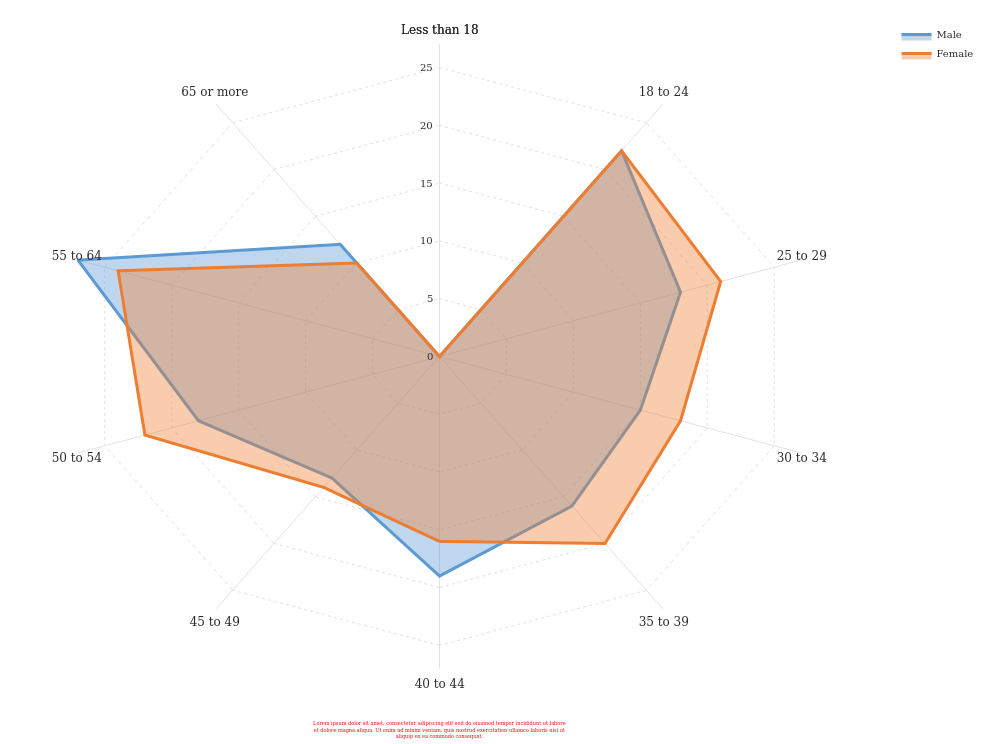 Less than 18
Male
Female
25
18 to 24
65 or more
20
15
10
55 to 64
25 to 29
5
0
50 to 54
30 to 34
45 to 49
35 to 39
40 to 44
Lorem ipsum dolor sit amet, consectetur adipiscing elit sed do eiusmod tempor incididunt ut labore
et dolore magna aliqua. Ut enim ad minim veniam, quis nostrud exercitation ullamco laboris nisi ut
aliquip ex ea commodo consequat.